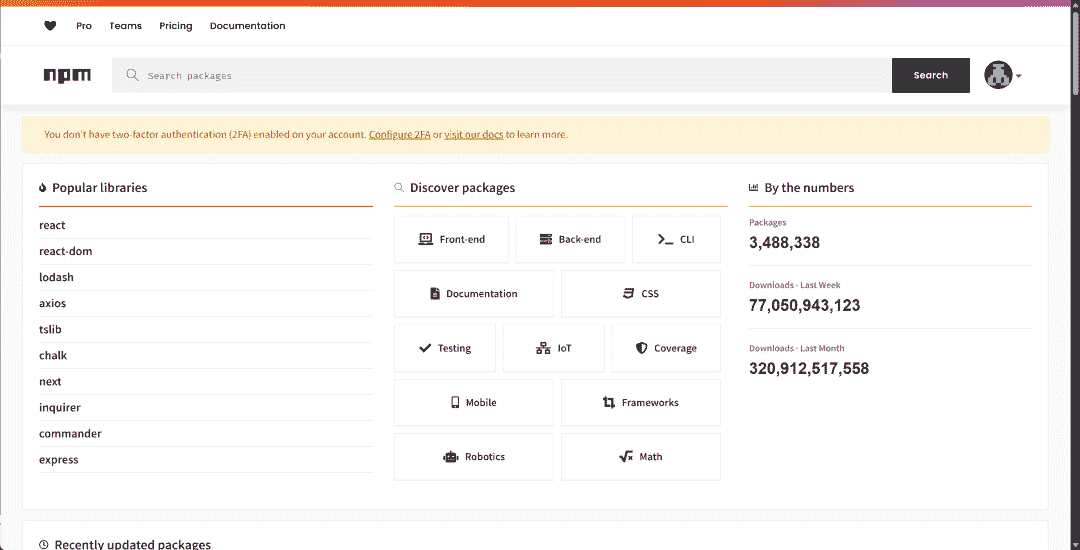 Pro Teams Pricing Documentation
npm Search packages Search
You don't have two-factor authentication (2FA) enabled on your account. Configure 2FA or visit our docs to learn more.
Popular libraries
react
react-dom
lodash
axios
tslib
chalk
next
inquirer
commander
express
Discover packages
Front-end Back-end CLI
Documentation CSS
Testing IoT Coverage
Mobile Frameworks
Robotics Math
By the numbers
Packages
3,488,338
Downloads - Last Week
77,050,943,123
Downloads - Last Month
320,912,517,558
Recently updated packages